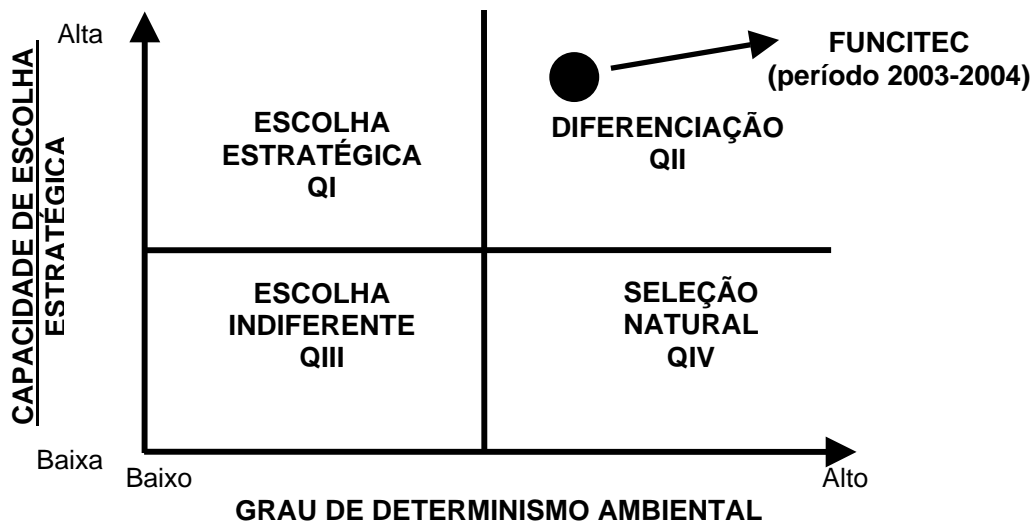 Alta
FUNCITEC
(período 2003-2004)
ESCOLHA
ESTRATÉGICA
QI
DIFERENCIAÇÃO
QII
CAPACIDADE DE ESCOLHA
ESTRATÉGICA
ESCOLHA
INDIFERENTE
QIII
SELEÇÃO
NATURAL
QIV
Baixa
Baixo
Alto
GRAU DE DETERMINISMO AMBIENTAL